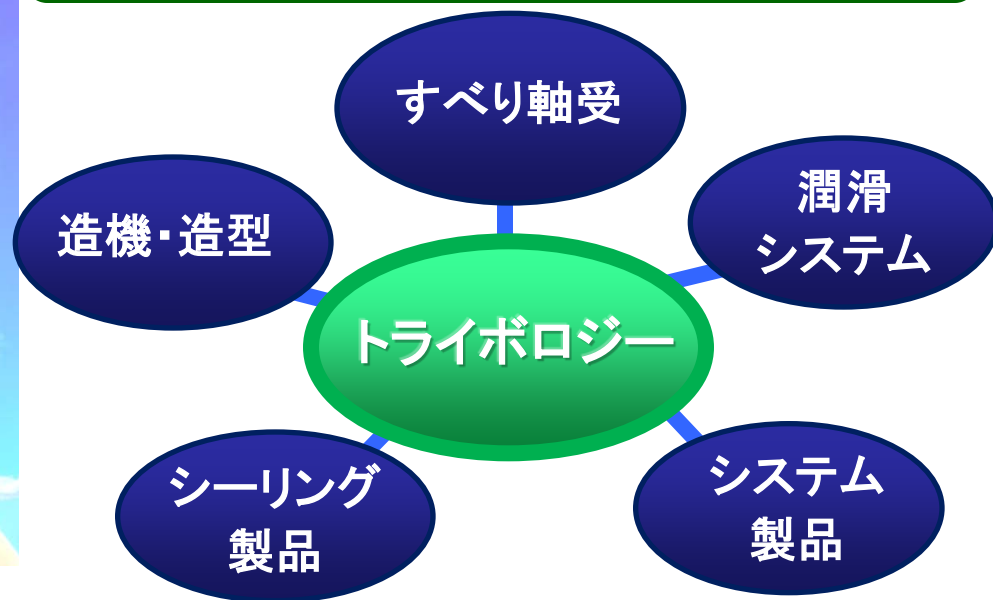 すべり軸受
潤滑
システム
造機・造型
トライボロジー
シーリング
製品
システム
製品